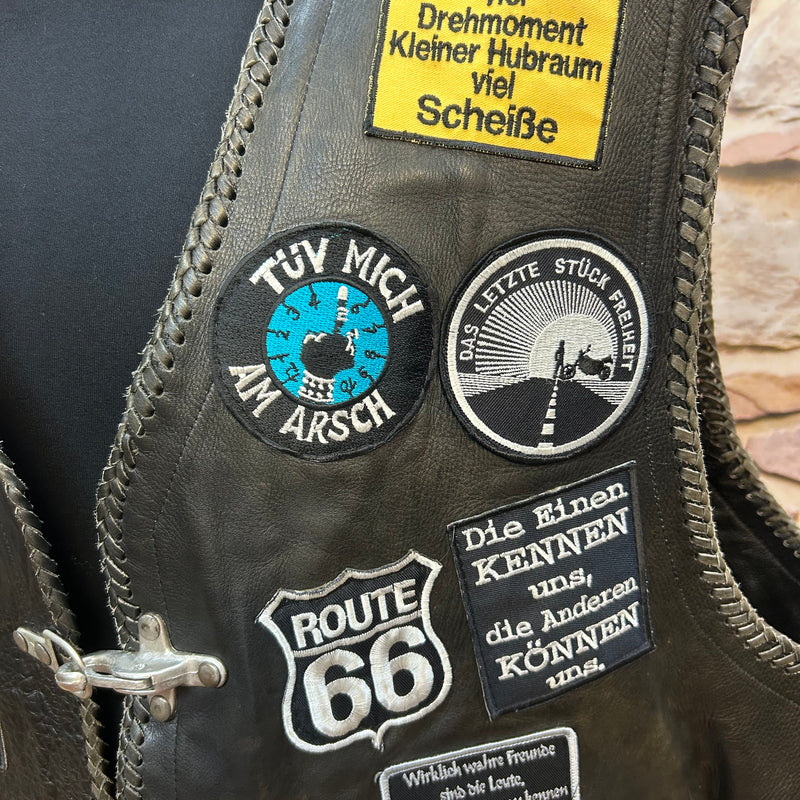 Drehmoment
Kleiner Hubraum
viel
Scheiße
TÜV MICH
AM ARSCH
DAS LETZTE STÜCK FREIHEIT
Die Einen
KENNEN
uns,
die Anderen
KÖNNEN
uns.
ROUTE
66
Wirklich wahre Freunde
sind die Leute,
kennen